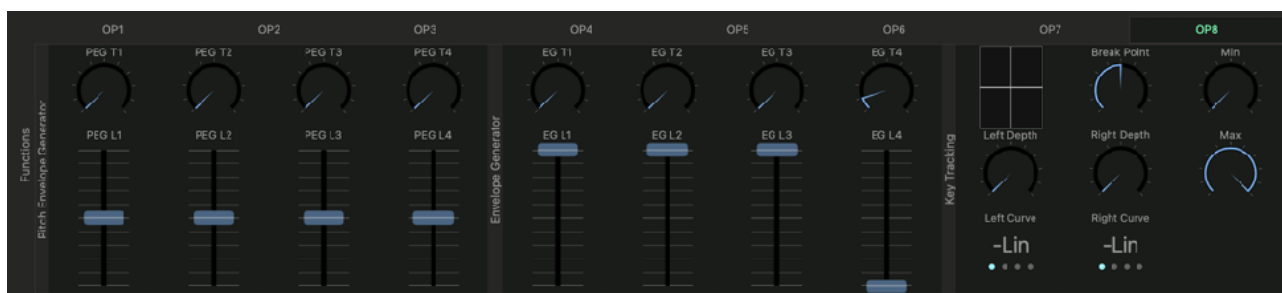 OP1 OP2 OP3 OP4 OP5 OP6 OP7 OP8
Functions
Pitch Envelope Generator
PEG T1 PEG T2 PEG T3 PEG T4
PEG L1 PEG L2 PEG L3 PEG L4
Envelope Generator
EG T1 EG T2 EG T3 EG T4
EG L1 EG L2 EG L3 EG L4
Key Tracking
Break Point Min
Left Depth Right Depth Max
Left Curve Right Curve
-Lin -Lin